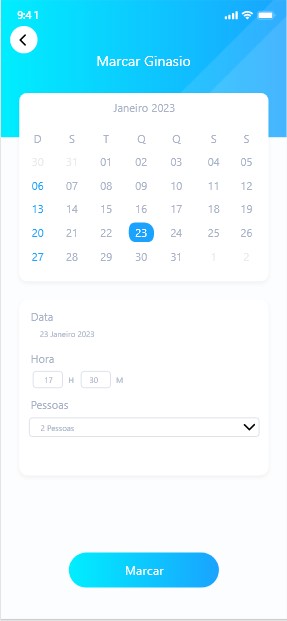 9:41
Marcar Ginasio
Janeiro 2023
D S T Q Q S S
30 31 01 02 03 04 05
06 07 08 09 10 11 12
13 14 15 16 17 18 19
20 21 22 23 24 25 26
27 28 29 30 31 1 2
Data
23 Janeiro 2023
Hora
17 H 30 M
Pessoas
2 Pessoas
Marcar